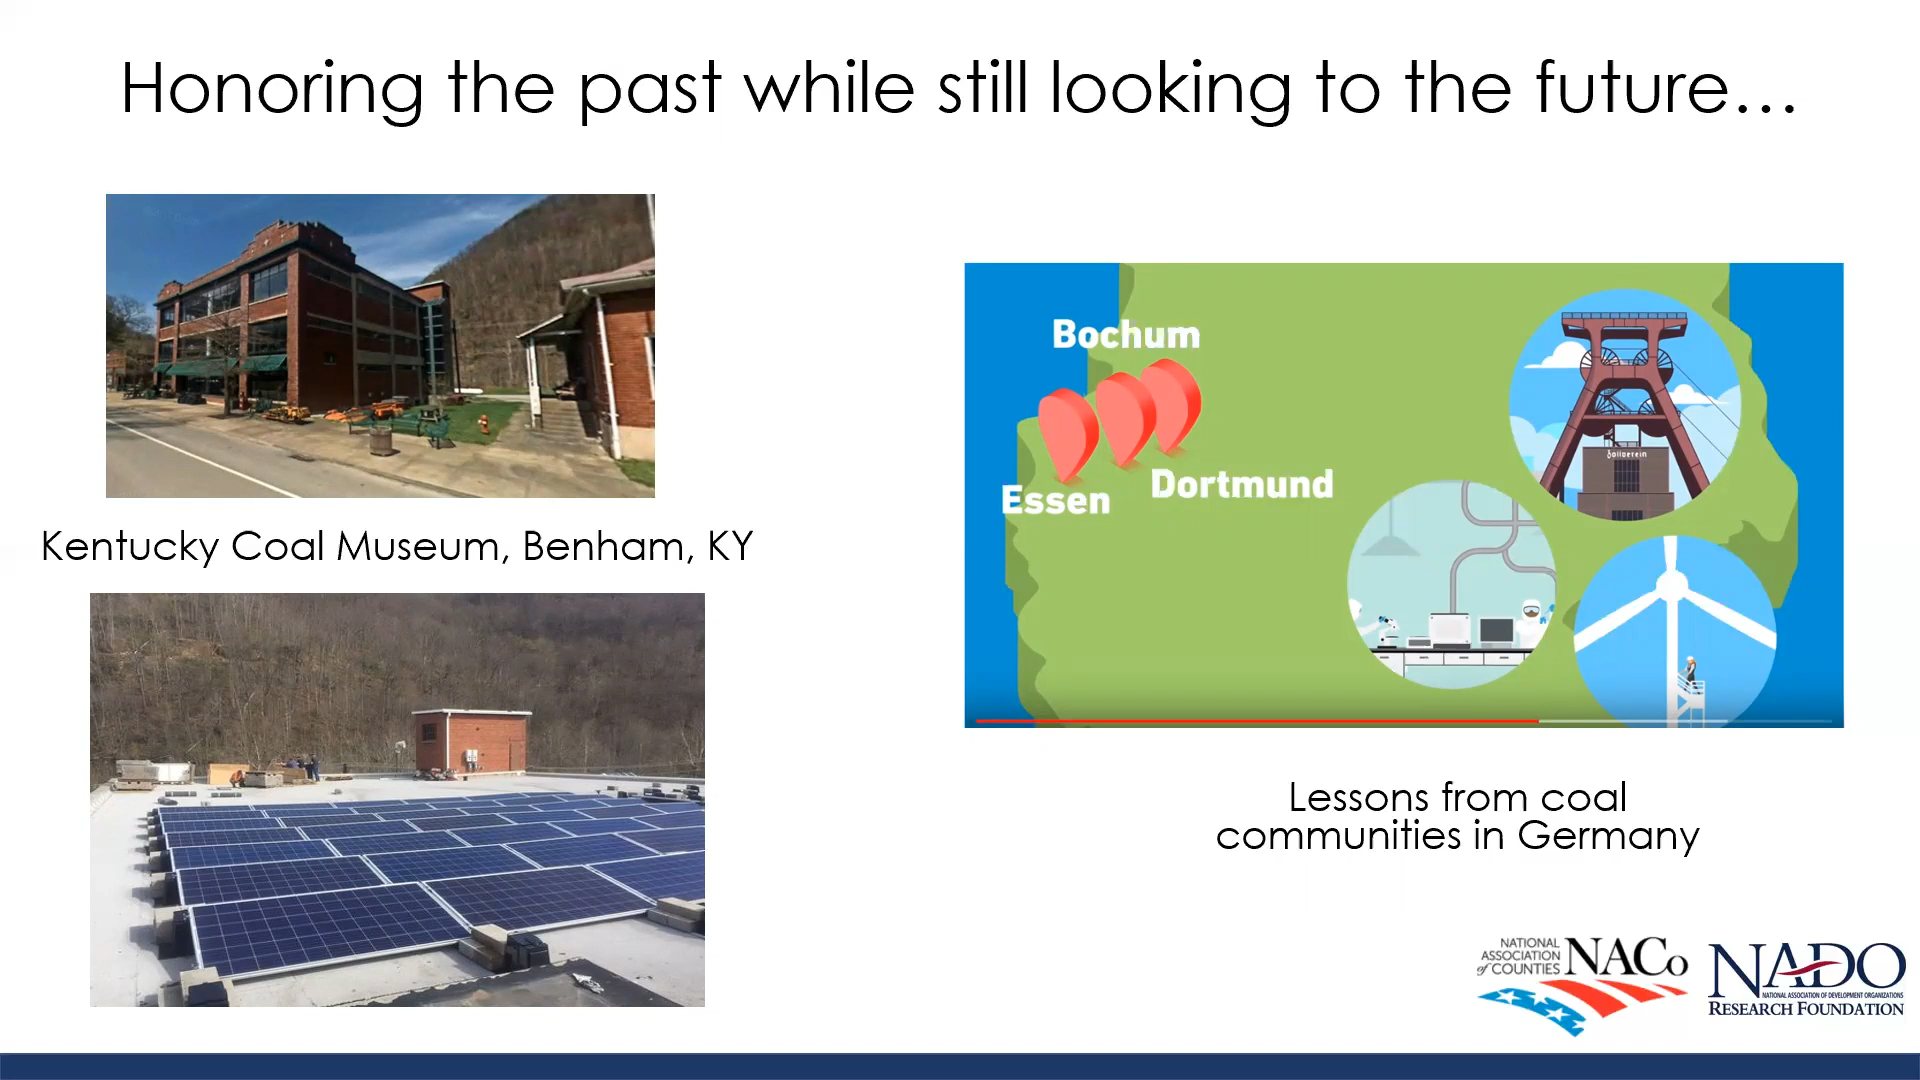 Honoring the past while still looking to the future…
Kentucky Coal Museum, Benham, KY
Bochum
Essen
Dortmund
Zollverein
Lessons from coal
communities in Germany
NATIONAL
ASSOCIATION
of COUNTIES
NACo
NADO
NATIONAL ASSOCIATION OF DEVELOPMENT ORGANIZATIONS
RESEARCH FOUNDATION